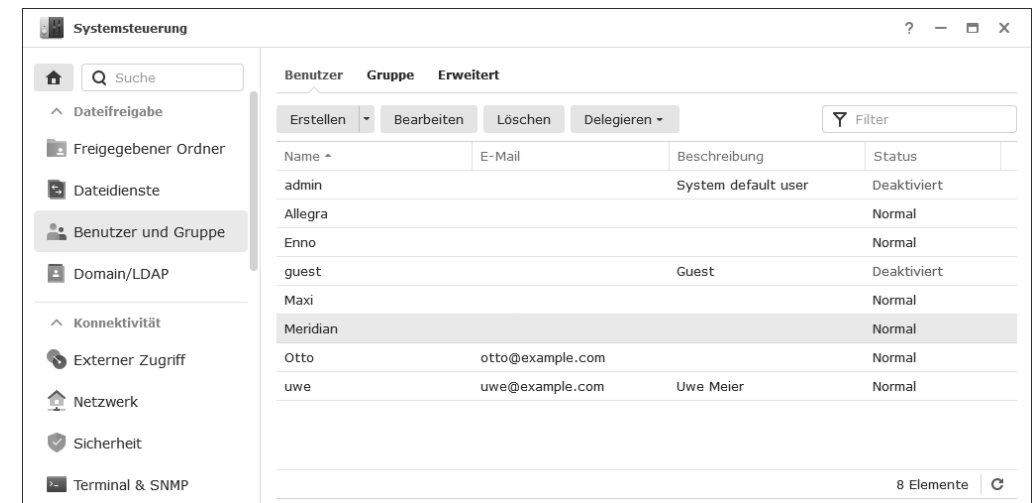 Systemsteuerung
?
Suche
Dateifreigabe
Freigegebener Ordner
Dateidienste
Benutzer und Gruppe
Domain/LDAP
Konnektivität
Externer Zugriff
Netzwerk
Sicherheit
Terminal & SNMP
Benutzer Gruppe Erweitert
Erstellen Bearbeiten Löschen Delegieren Filter
Name E-Mail Beschreibung Status
admin System default user Deaktiviert
Allegra Normal
Enno Normal
guest Guest Deaktiviert
Maxi Normal
Meridian Normal
Otto otto@example.com Normal
uwe uwe@example.com Uwe Meier Normal
8 Elemente